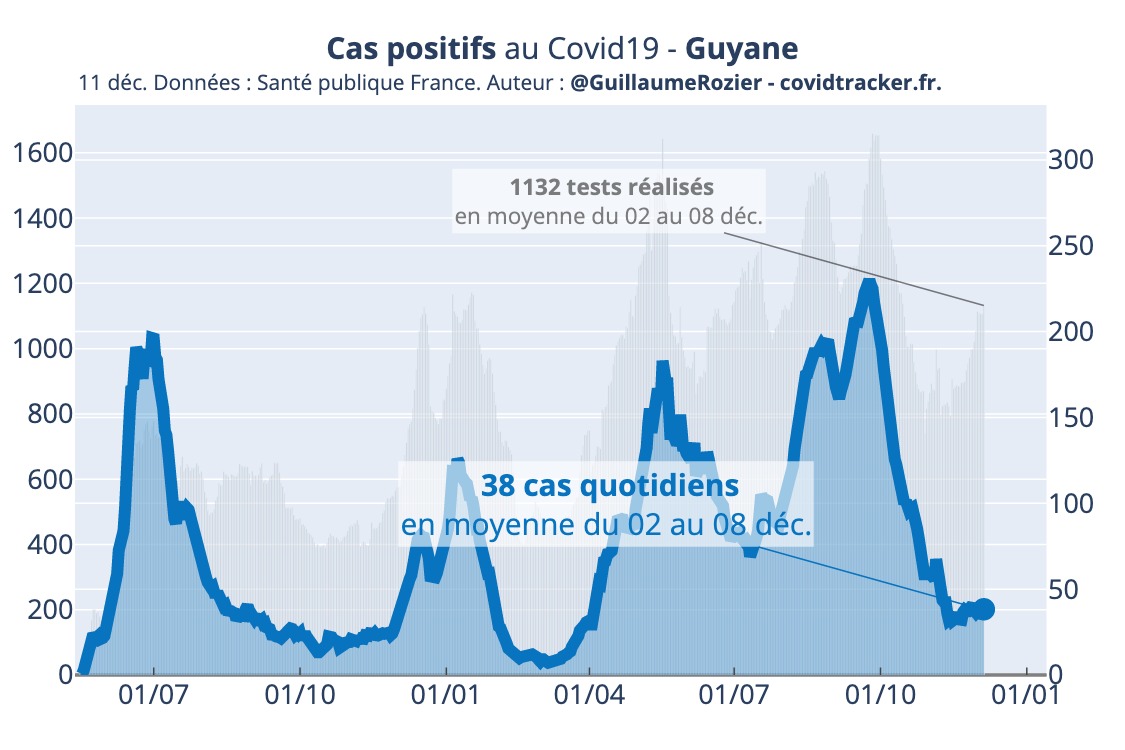 Cas positifs au Covid19 - Guyane
11 déc. Données : Santé publique France. Auteur : @GuillaumeRozier - covidtracker.fr.
1600
1400
1200
1000
800
600
400
200
0
300
250
200
150
100
50
0
1132 tests réalisés
en moyenne du 02 au 08 déc.
38 cas quotidiens
en moyenne du 02 au 08 déc.
01/07 01/10 01/01 01/04 01/07 01/10 01/01